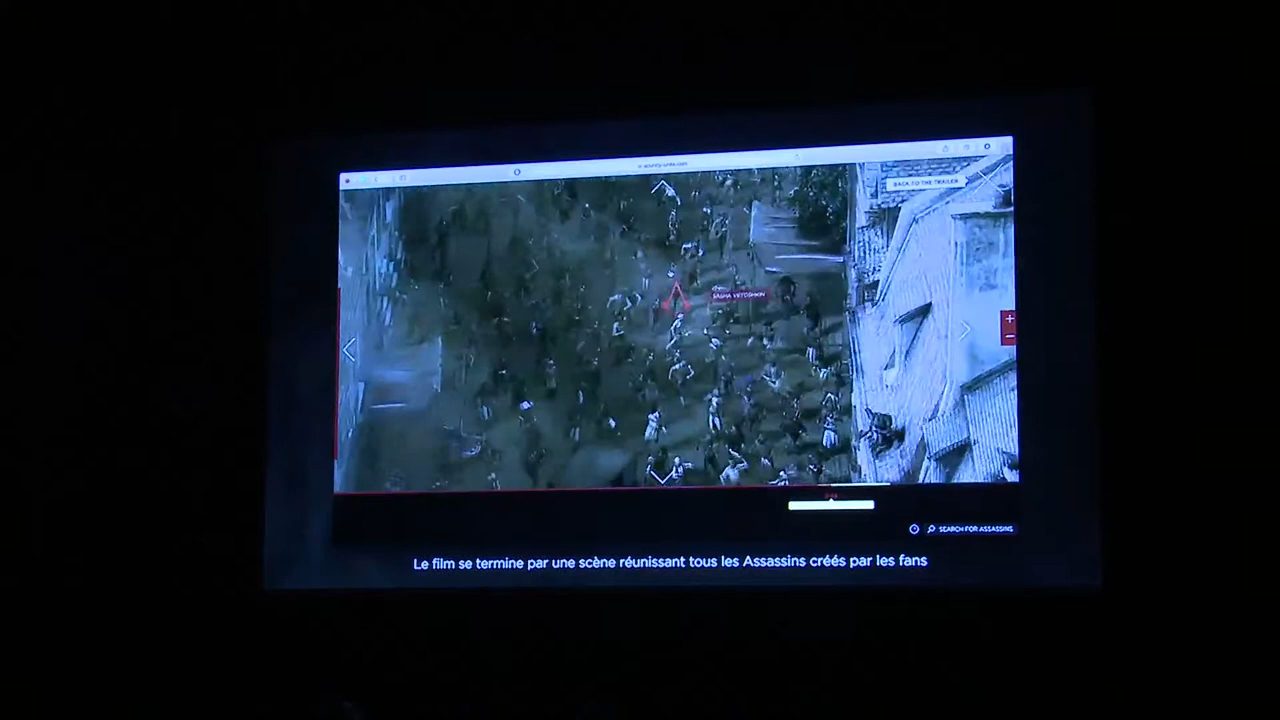 BACK TO THE TRAILER
SASHA VETOSHKIN
SEARCH FOR ASSASSINS
Le film se termine par une scène réunissant tous les Assassins créés par les fans